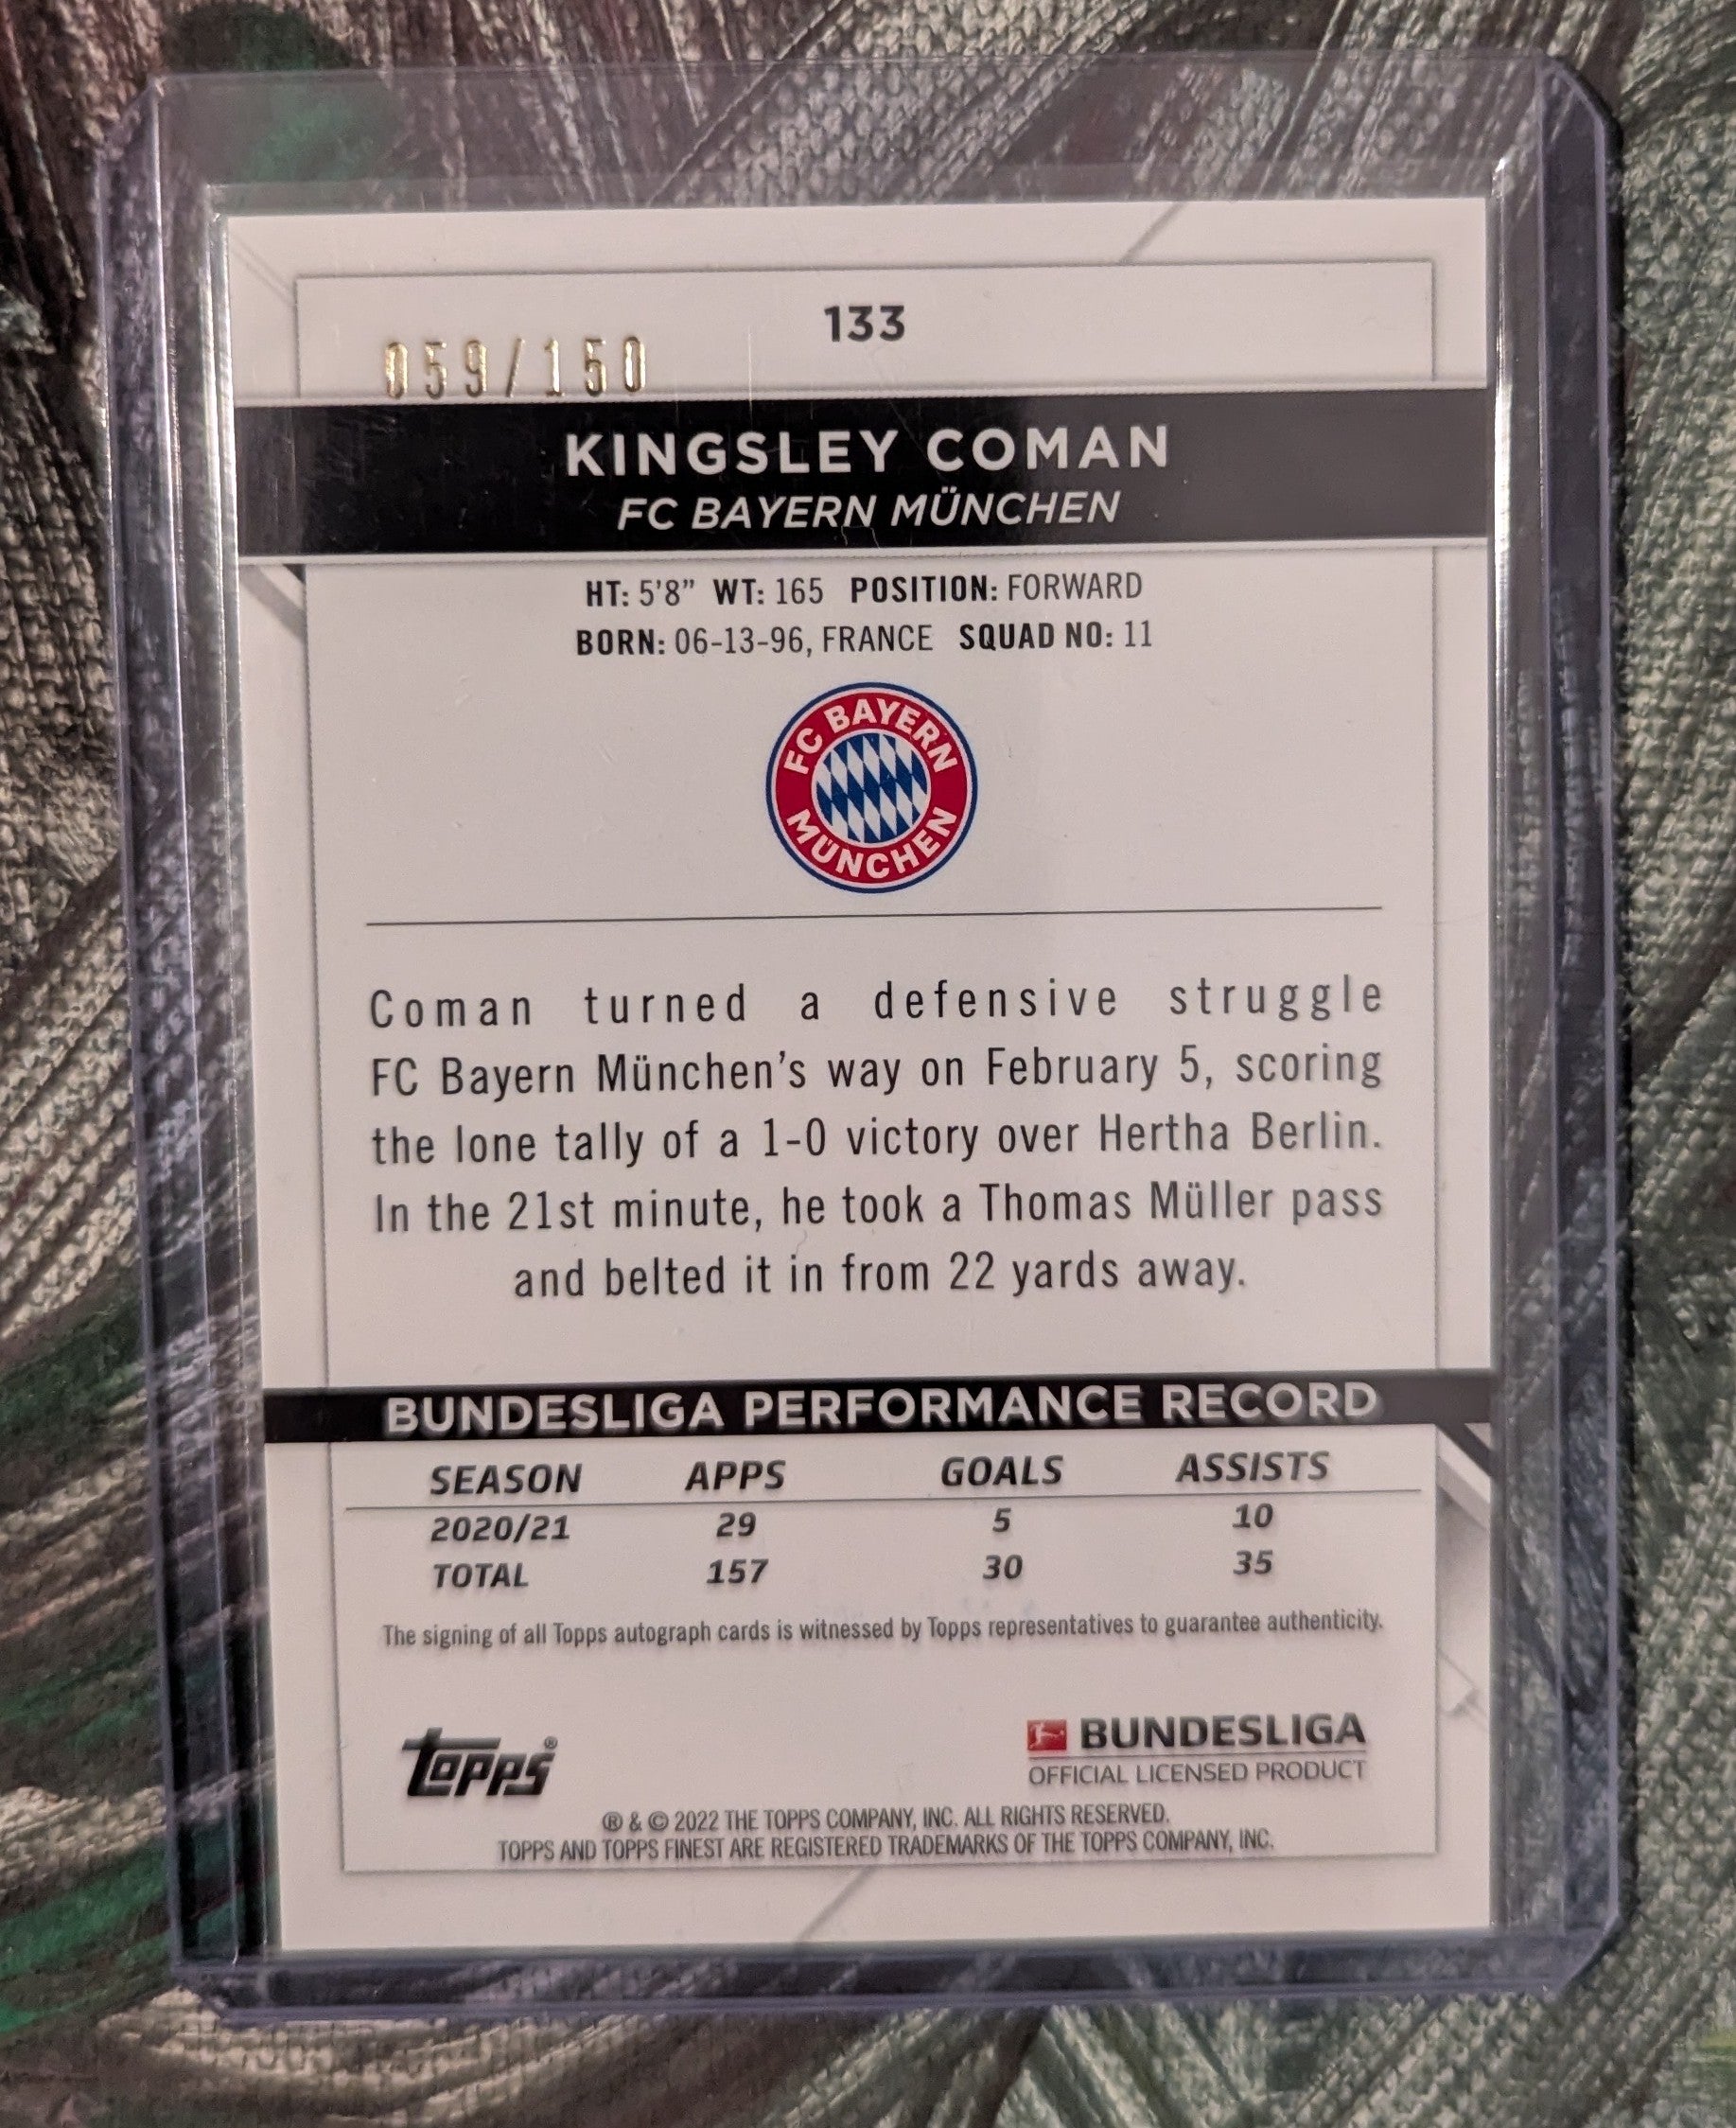 133
059/150
KINGSLEY COMAN
FC BAYERN MÜNCHEN
HT: 5'8" WT: 165 POSITION: FORWARD
BORN: 06-13-96, FRANCE SQUAD NO: 11
FC BAYERN
MÜNCHEN
Coman turned a defensive struggle
FC Bayern München's way on February 5, scoring
the lone tally of a 1-0 victory over Hertha Berlin.
In the 21st minute, he took a Thomas Müller pass
and belted it in from 22 yards away.
BUNDESLIGA PERFORMANCE RECORD
SEASON APPS GOALS ASSISTS
2020/21 29 5 10
TOTAL 157 30 35
The signing of all Topps autograph cards is witnessed by Topps representatives to guarantee authenticity.
topps®
BUNDESLIGA
OFFICIAL LICENSED PRODUCT
® & © 2022 THE TOPPS COMPANY, INC. ALL RIGHTS RESERVED.
TOPPS AND TOPPS FINEST ARE REGISTERED TRADEMARKS OF THE TOPPS COMPANY, INC.